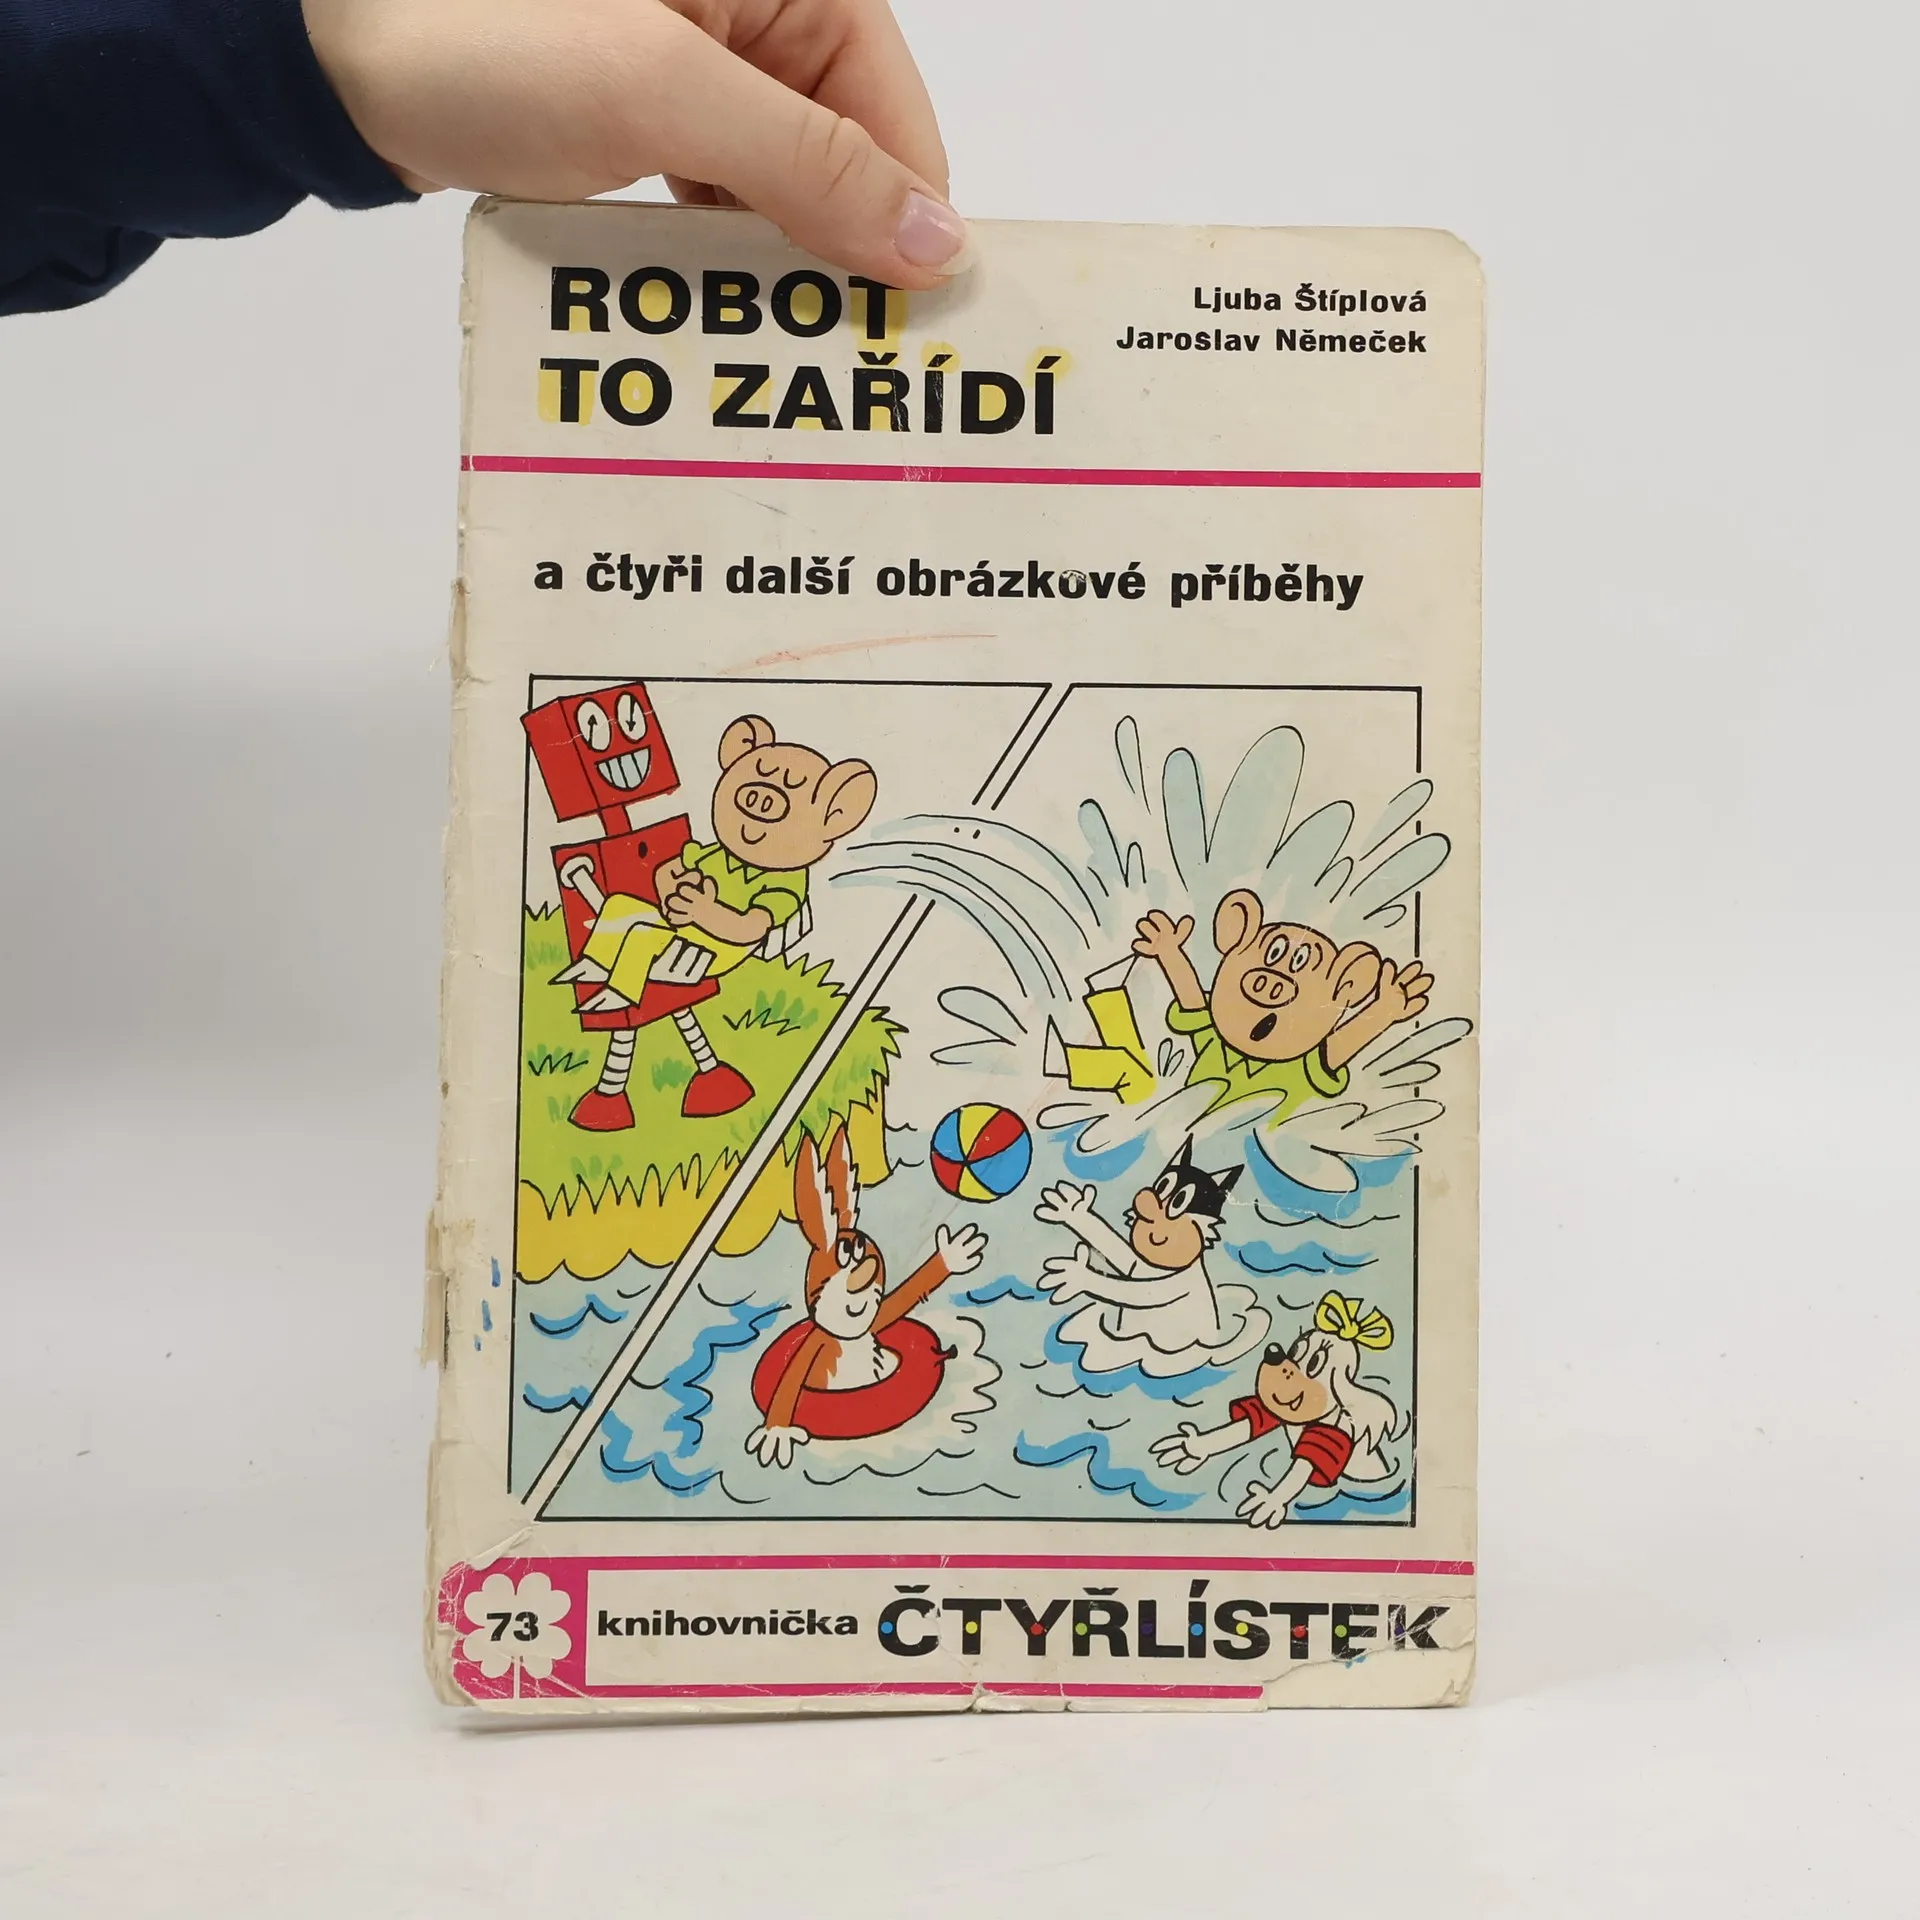 ROBOT
TO ZAŘÍDÍ
Ljuba Štíplová
Jaroslav Němeček
a čtyři další obrázkové příběhy
73
knihovnička ČTYŘLÍSTEK